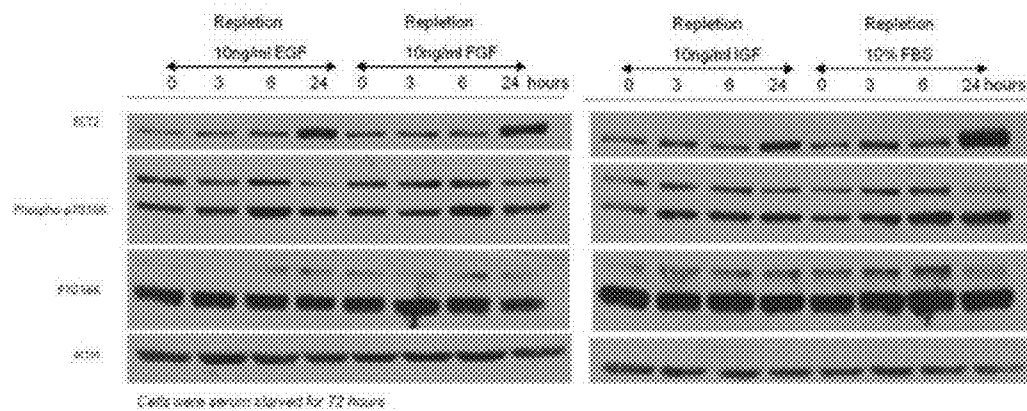 Repletion
10ng/ml EGF
Repletion
10ng/ml FGF
Repletion
10ng/ml IGF
Repletion
10% FBS
0 3 6 24 0 3 6 24 hours
0 3 6 24 0 3 6 24 hours
ECT2
Phospho-p70S6K
P70S6K
actin
Cells were serum starved for 72 hours